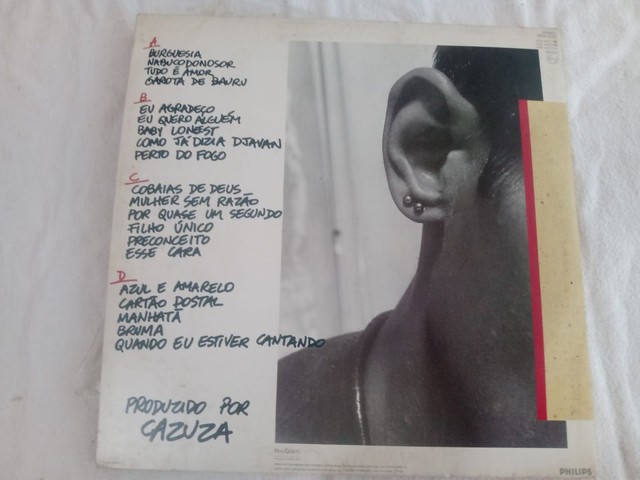 A
BURGUESIA
NABUCODONOSOR
TUDO É AMOR
GAROTA DE BAURU
B
EU AGRADEÇO
EU QUERO ALGUÉM
BABY LONEST
COMO JÁ DIZIA DJAVAN
PERTO DO FOGO
C
COBAIAS DE DEUS
MULHER SEM RAZÃO
POR QUASE UM SEGUNDO
FILHO ÚNICO
PRECONCEITO
ESSE CARA
D
AZUL E AMARELO
CARTÃO POSTAL
MANHATÃ
BRUMA
QUANDO EU ESTIVER CANTANDO
PRODUZIDO POR
CAZUZA
PHILIPS